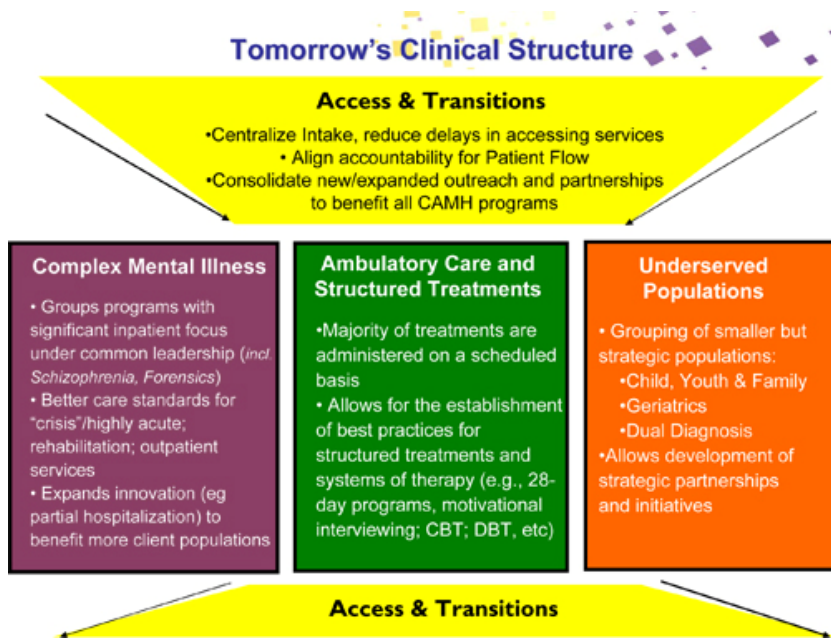 Tomorrow's Clinical Structure
Access & Transitions
•Centralize Intake, reduce delays in accessing services
• Align accountability for Patient Flow
•Consolidate new/expanded outreach and partnerships
to benefit all CAMH programs
Complex Mental Illness
• Groups programs with
significant inpatient focus
under common leadership (incl.
Schizophrenia, Forensics)
• Better care standards for
"crisis"/highly acute;
rehabilitation; outpatient
services
• Expands innovation (eg
partial hospitalization) to
benefit more client populations
Ambulatory Care and
Structured Treatments
•Majority of treatments are
administered on a scheduled
basis
• Allows for the establishment
of best practices for
structured treatments and
systems of therapy (e.g., 28-
day programs, motivational
interviewing; CBT; DBT, etc)
Underserved
Populations
• Grouping of smaller but
strategic populations:
•Child, Youth & Family
•Geriatrics
•Dual Diagnosis
•Allows development of
strategic partnerships
and initiatives
Access & Transitions